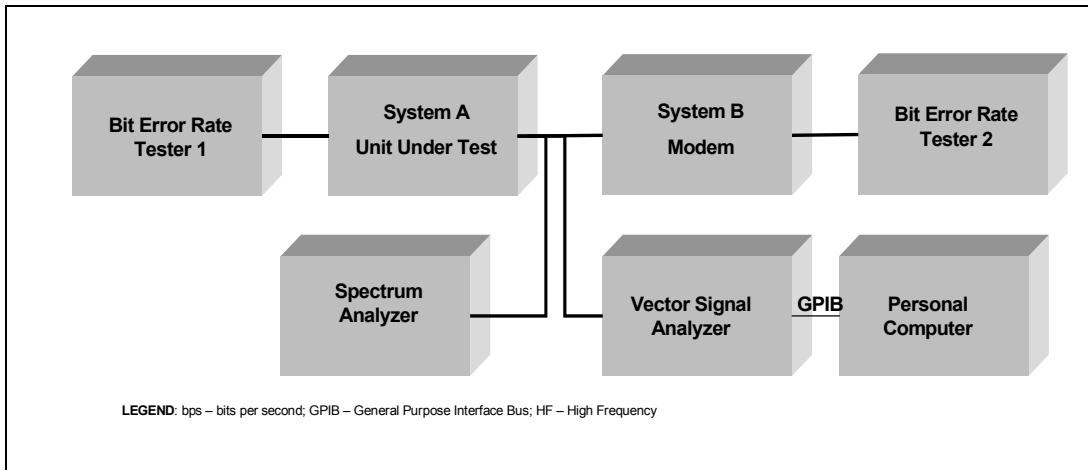 Bit Error Rate
Tester 1
System A
Unit Under Test
System B
Modem
Bit Error Rate
Tester 2
Spectrum
Analyzer
Vector Signal
Analyzer
GPIB
Personal
Computer
LEGEND: bps – bits per second; GPIB – General Purpose Interface Bus; HF – High Frequency